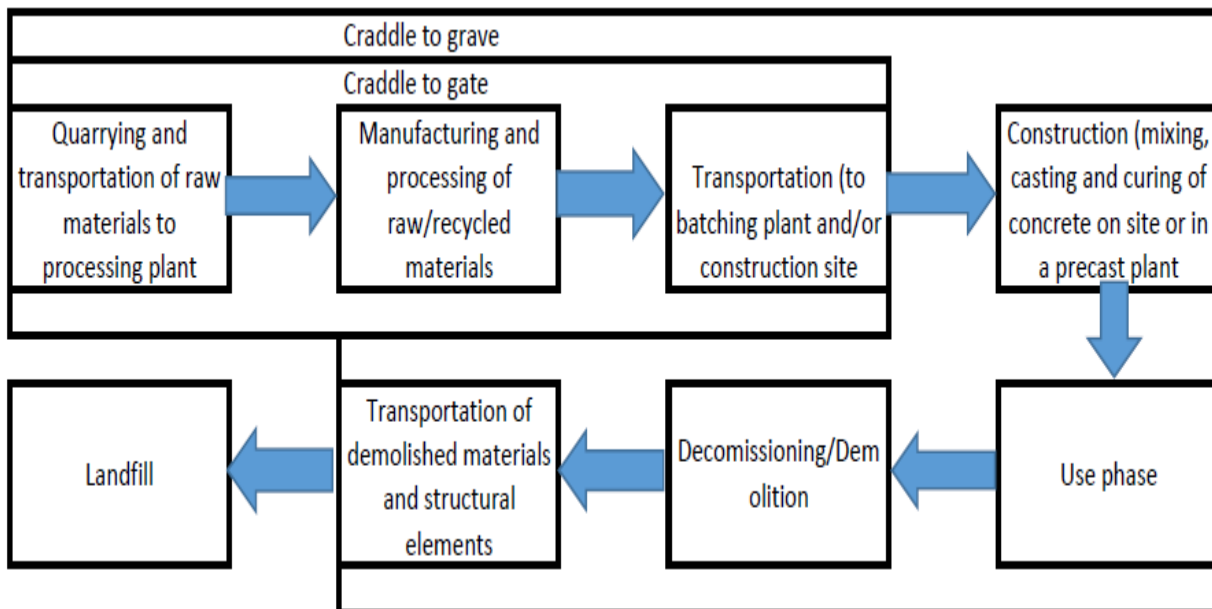 Craddle to grave
Craddle to gate
Quarrying and
transportation of raw
materials to
processing plant
Manufacturing and
processing of
raw/recycled
materials
Transportation (to
batching plant and/or
construction site
Construction (mixing,
casting and curing of
concrete on site or in
a precast plant
Landfill
Transportation of
demolished materials
and structural
elements
Decomissioning/Dem
olition
Use phase